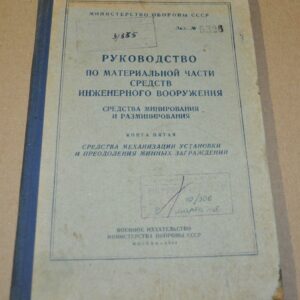 МИНИСТЕРСТВО ОБОРОНЫ СССР
РУКОВОДСТВО
ПО МАТЕРИАЛЬНОЙ ЧАСТИ
СРЕДСТВ
ИНЖЕНЕРНОГО ВООРУЖЕНИЯ
СРЕДСТВА МИНИРОВАНИЯ
И РАЗМИНИРОВАНИЯ
КНИГА ПЯТАЯ
СРЕДСТВА МЕХАНИЗАЦИИ УСТАНОВКИ
И ПРЕОДОЛЕНИЯ МИННЫХ ЗАГРАЖДЕНИЙ
ВОЕННОЕ ИЗДАТЕЛЬСТВО
МИНИСТЕРСТВА ОБОРОНЫ СССР
МОСКВА